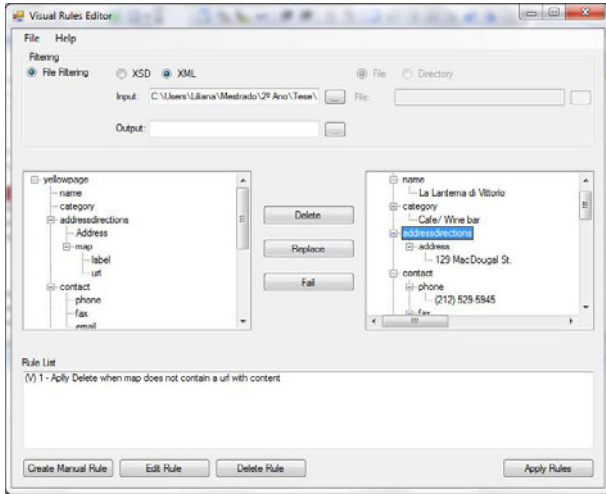 Visual Rules Editor
File Help
Filtering
File Filtering XSD XML File Directory
Input: C:\Users\Liliana\Mestrado\2º Ano\Tese\ ... File: ...
Output: ...
yellowpage
name
category
addressdirections
Address
map
label
url
contact
phone
fax
email
Delete
Replace
Fail
name
La Lanterna di Vittorio
category
Cafe/ Wine bar
addressdirections
address
129 MacDougal St.
contact
phone
(212) 529-5945
fax
Rule List
(V) 1 - Aplly Delete when map does not contain a url with content
Create Manual Rule Edit Rule Delete Rule Apply Rules